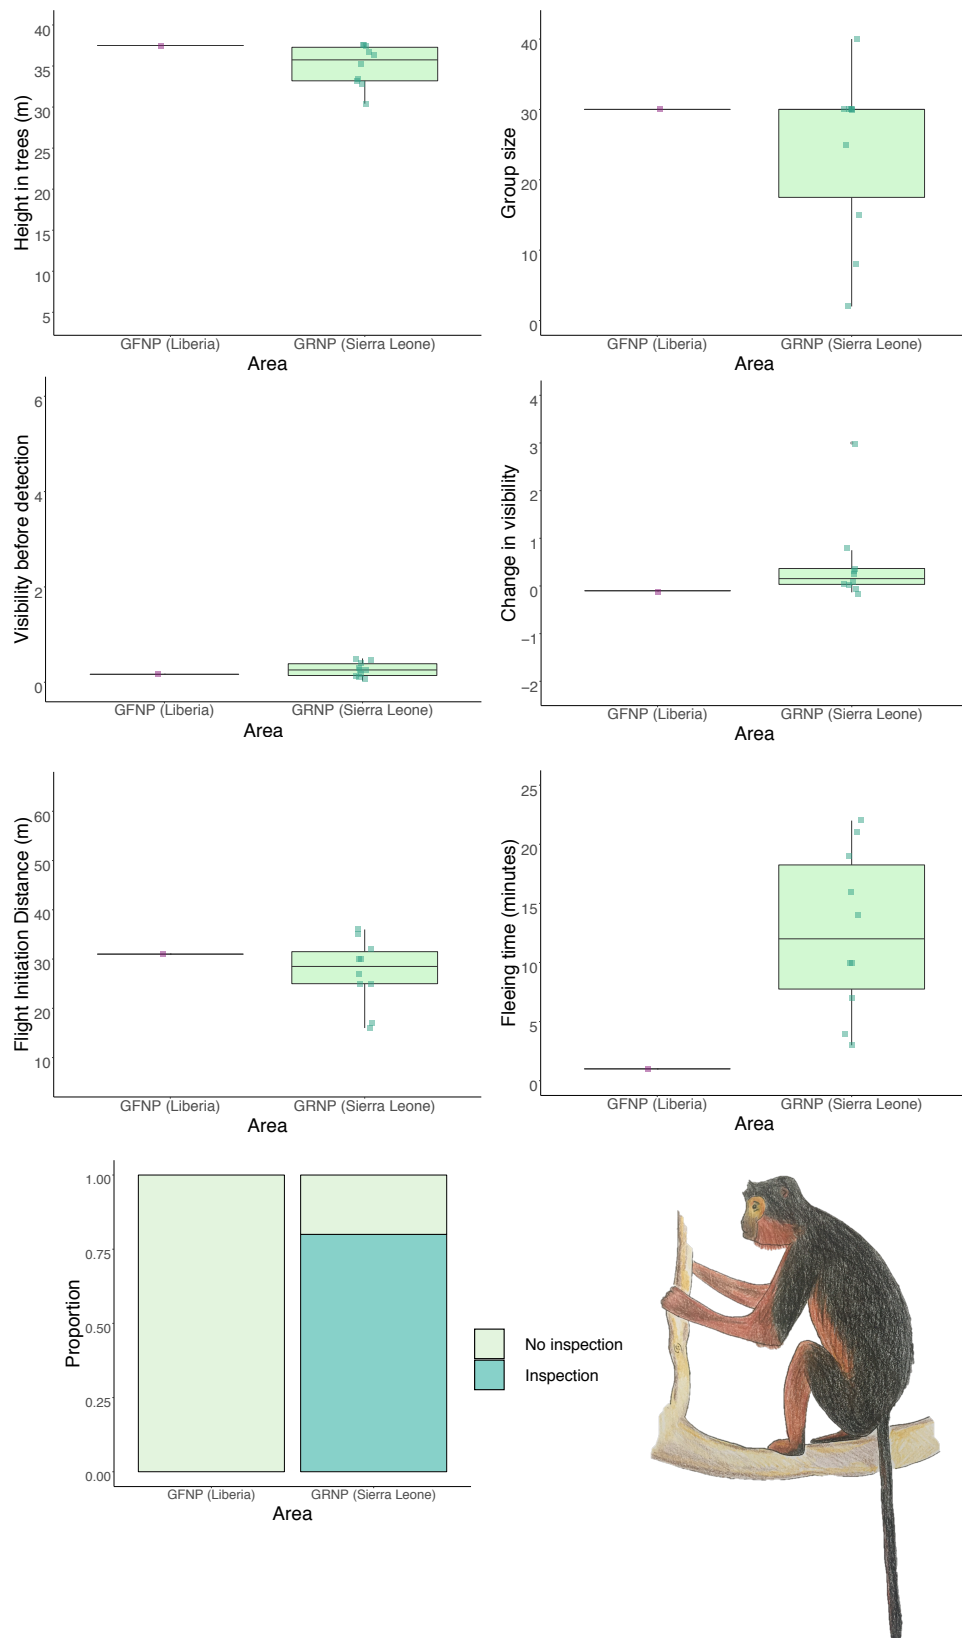 Height in trees (m)
40
35
30
25
20
15
10
5
GFNP (Liberia) GRNP (Sierra Leone)
Area
Group size
40
30
20
10
0
GFNP (Liberia) GRNP (Sierra Leone)
Area
Visibility before detection
6
4
2
0
GFNP (Liberia) GRNP (Sierra Leone)
Area
Change in visibility
4
3
2
1
0
−1
−2
GFNP (Liberia) GRNP (Sierra Leone)
Area
Flight Initiation Distance (m)
60
50
40
30
20
10
GFNP (Liberia) GRNP (Sierra Leone)
Area
Fleeing time (minutes)
25
20
15
10
5
0
GFNP (Liberia) GRNP (Sierra Leone)
Area
Proportion
1.00
0.75
0.50
0.25
0.00
GFNP (Liberia) GRNP (Sierra Leone)
Area
No inspection
Inspection